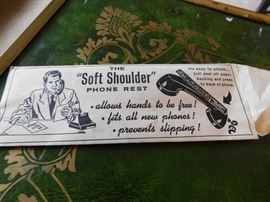 THE
"Soft Shoulder"
PHONE REST
• allows hands to be free!
• fits all new phones!
• prevents slipping!
It's easy to attach...
just peel off paper
backing and press
to back of phone.